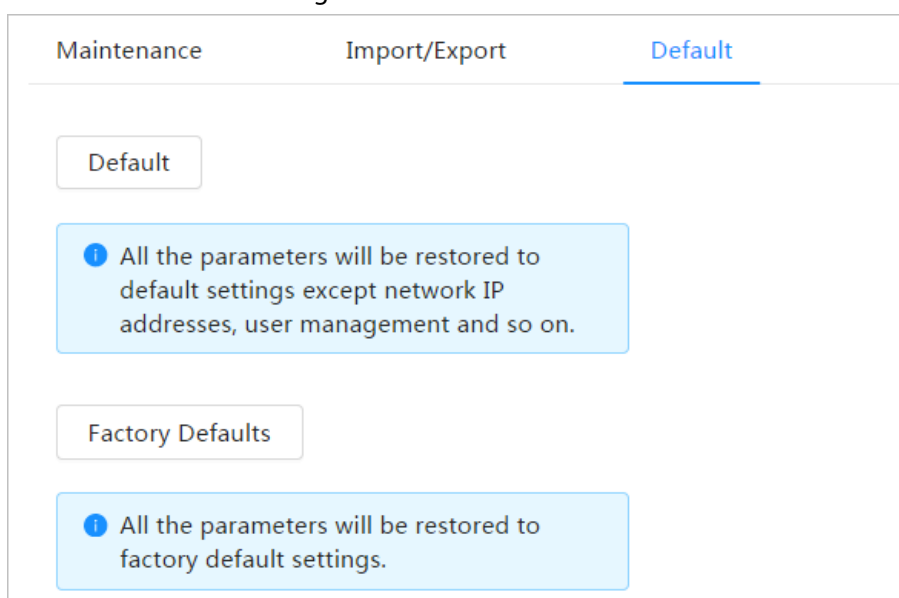 Maintenance Import/Export Default
Default
All the parameters will be restored to
default settings except network IP
addresses, user management and so on.
Factory Defaults
All the parameters will be restored to
factory default settings.